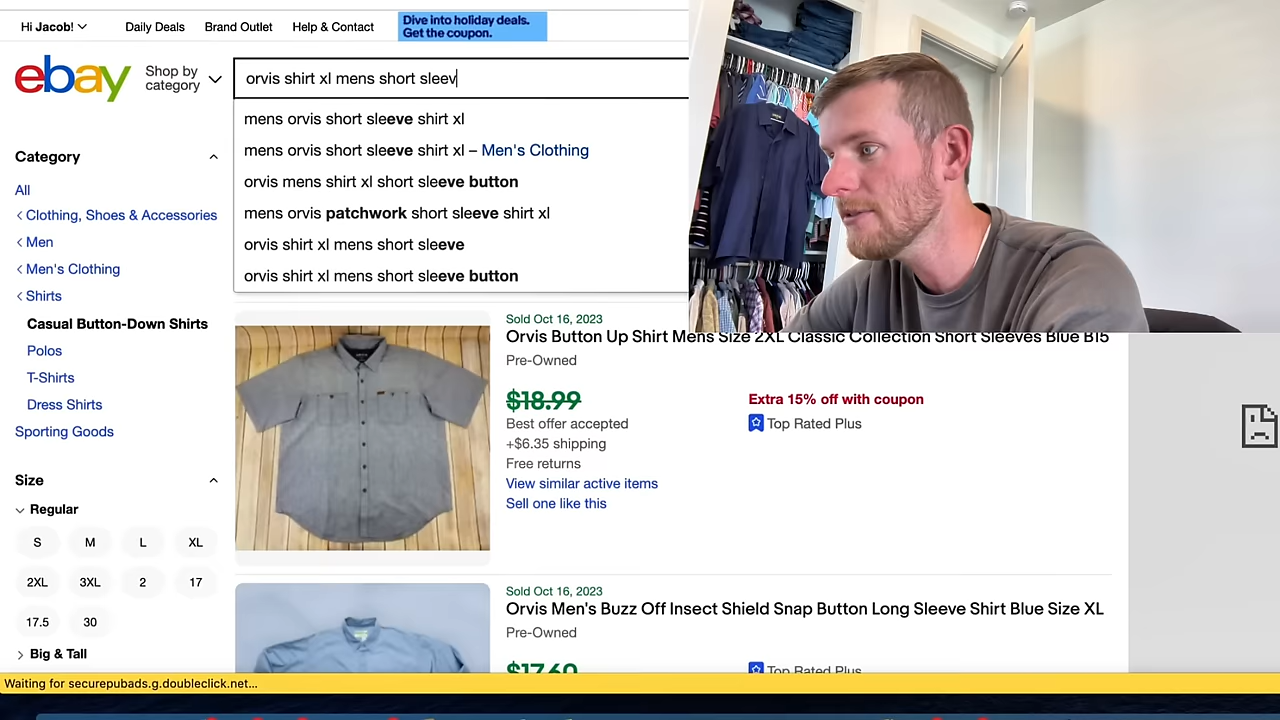 Hi Jacob!
Daily Deals
Brand Outlet
Help & Contact
Dive into holiday deals.
Get the coupon.
ebay
Shop by
category
orvis shirt xl mens short sleev
mens orvis short sleeve shirt xl
mens orvis short sleeve shirt xl – Men's Clothing
orvis mens shirt xl short sleeve button
mens orvis patchwork short sleeve shirt xl
orvis shirt xl mens short sleeve
orvis shirt xl mens short sleeve button
Category
All
Clothing, Shoes & Accessories
Men
Men's Clothing
Shirts
Casual Button-Down Shirts
Polos
T-Shirts
Dress Shirts
Sporting Goods
Size
Regular
S M L XL
2XL 3XL 2 17
17.5 30
Big & Tall
Sold Oct 16, 2023
Orvis Button Up Shirt Mens Size 2XL Classic Collection Short Sleeves Blue B15
Pre-Owned
$18.99
Best offer accepted
+$6.35 shipping
Free returns
View similar active items
Sell one like this
Extra 15% off with coupon
Top Rated Plus
Sold Oct 16, 2023
Orvis Men's Buzz Off Insect Shield Snap Button Long Sleeve Shirt Blue Size XL
Pre-Owned
$17.60
Top Rated Plus
Waiting for securepubads.g.doubleclick.net...